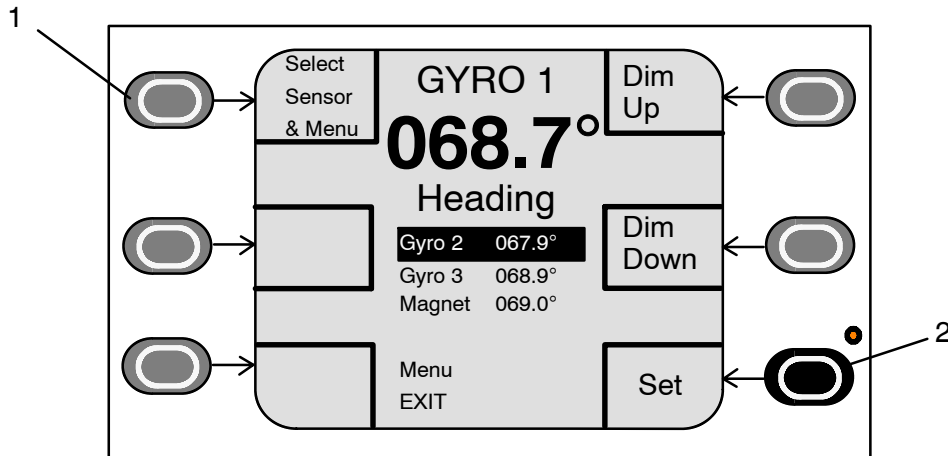 1
Select
Sensor
& Menu
GYRO 1
068.7°
Heading
Dim
Up
Gyro 2 067.9°
Gyro 3 068.9°
Magnet 069.0°
Dim
Down
Menu
EXIT
Set
2